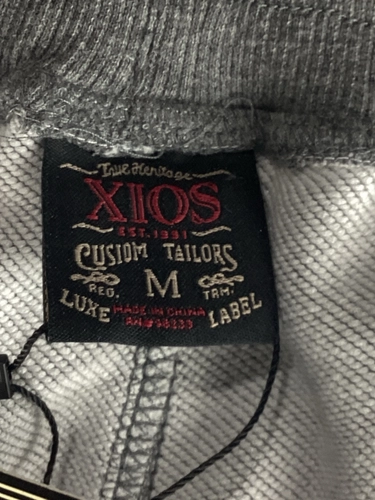 True Heritage
XIOS
EST. 1991
CUSTOM TAILORS
REG. M TRM.
LUXE LABEL
MADE IN CHINA